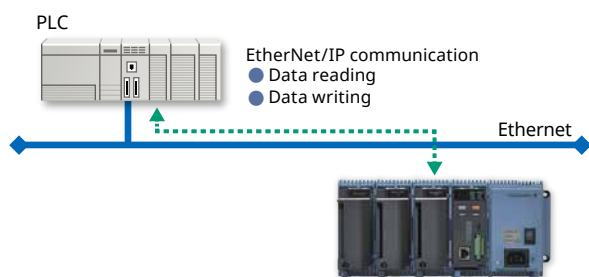 PLC
EtherNet/IP communication
Data reading
Data writing
Ethernet